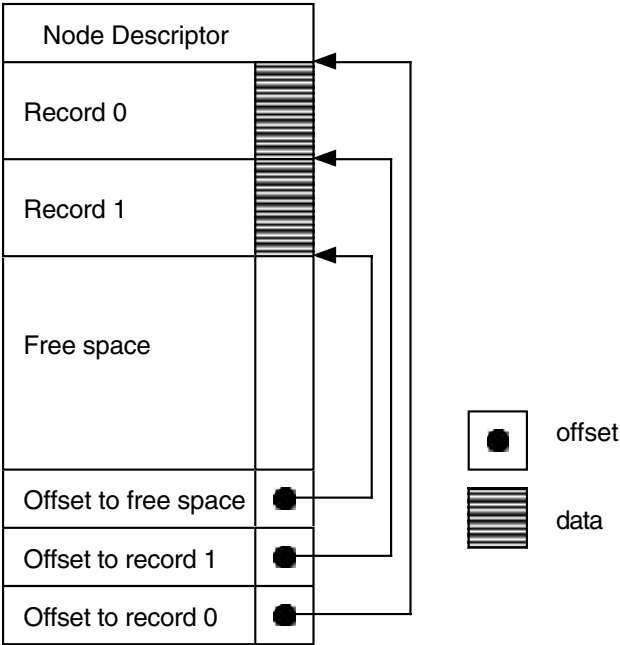 Node Descriptor
Record 0
Record 1
Free space
Offset to free space
Offset to record 1
Offset to record 0
offset
data